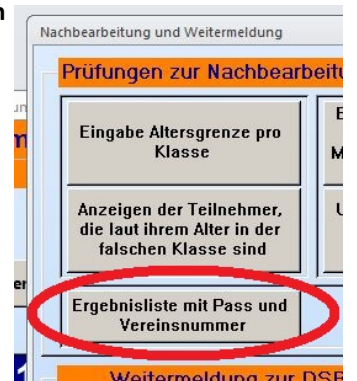 Nachbearbeitung und Weitermeldung
Prüfungen zur Nachbearbeitu
Eingabe Altersgrenze pro
Klasse
Anzeigen der Teilnehmer,
die laut ihrem Alter in der
falschen Klasse sind
Ergebnisliste mit Pass und
Vereinsnummer
Weitermeldung zur DSB